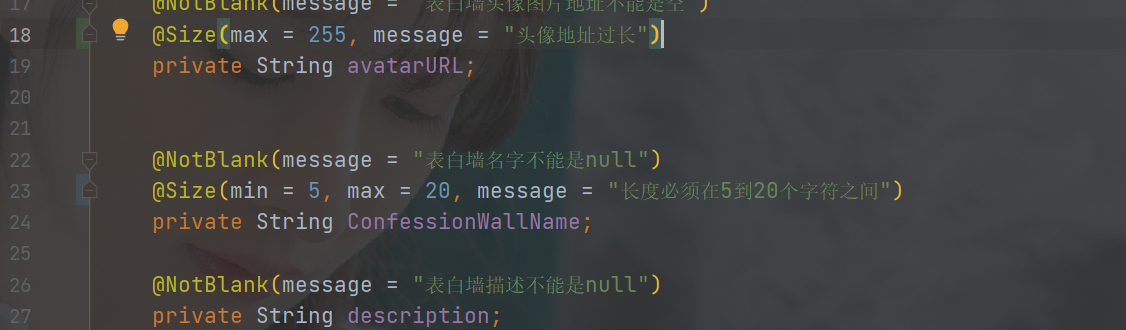 17 @NotBlank(message = "表白墙头像图片地址不能是空")
18 @Size(max = 255, message = "头像地址过长")
19 private String avatarURL;
20
21
22 @NotBlank(message = "表白墙名字不能是null")
23 @Size(min = 5, max = 20, message = "长度必须在5到20个字符之间")
24 private String ConfessionWallName;
25
26 @NotBlank(message = "表白墙描述不能是null")
27 private String description;